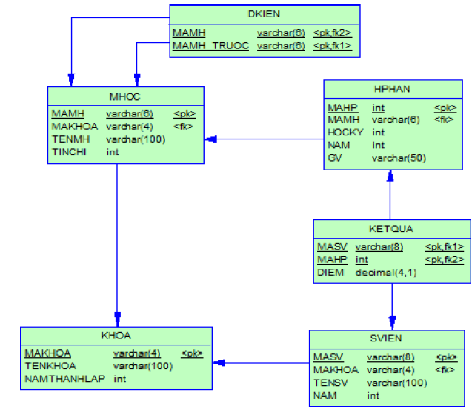 DKIEN
MAMH varchar(6) <pk,fk2>
MAMH_TRUOC varchar(6) <pk,fk1>
MHOC
MAMH varchar(6) <pk>
MAKHOA varchar(4) <fk>
TENMH varchar(100)
TINCHI int
HPHAN
MAHP int <pk>
MAMH varchar(6) <fk>
HOCKY int
NAM int
GV varchar(50)
KETQUA
MASV varchar(8) <pk,fk1>
MAHP int <pk,fk2>
DIEM decimal(4,1)
KHOA
MAKHOA varchar(4) <pk>
TENKHOA varchar(100)
NAMTHANHLAP int
SVIEN
MASV varchar(8) <pk>
MAKHOA varchar(4) <fk>
TENSV varchar(100)
NAM int